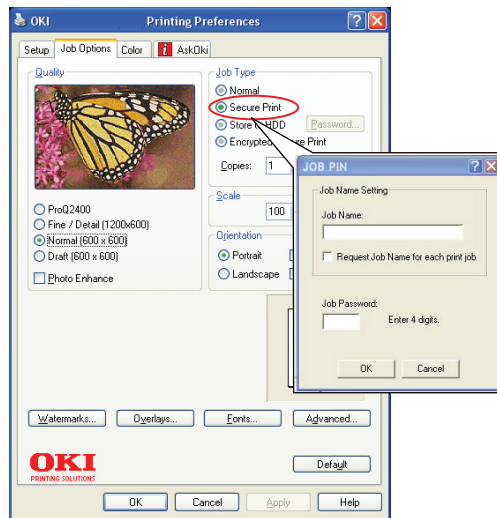 OKI Printing Preferences
Setup Job Options Color AskOki
Quality
ProQ2400
Fine / Detail (1200x600)
Normal (600 x 600)
Draft (600 x 600)
Photo Enhance
Job Type
Normal
Secure Print
Store HDD Password...
Encrypted Print
Copies: 1
Scale
100
Orientation
Portrait
Landscape
JOB PIN
Job Name Setting
Job Name:
Request Job Name for each print job
Job Password:
Enter 4 digits.
OK Cancel
Watermarks... Overlays... Fonts... Advanced...
OKI
PRINTING SOLUTIONS
Default
OK Cancel Apply Help